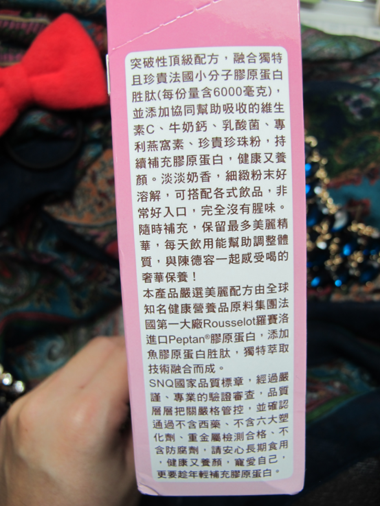 突破性頂級配方，融合獨特
且珍貴法國小分子膠原蛋白
胜肽(每份量含6000毫克)，
並添加協同幫助吸收的維生
素C、牛奶鈣、乳酸菌、專
利燕窩素、珍貴珍珠粉，持
續補充膠原蛋白，健康又養
顏。淡淡奶香，細緻粉末好
溶解，可搭配各式飲品，非
常好入口，完全沒有腥味。
隨時補充，保留最多美麗精
華，每天飲用能幫助調整體
質，與陳德容一起感受喝的
奢華保養！
本產品嚴選美麗配方由全球
知名健康營養品原料集團法
國第一大廠Rousselot羅賽洛
進口Peptan®膠原蛋白，添加
魚膠原蛋白胜肽，獨特萃取
技術融合而成。
SNQ國家品質標章，經過嚴
謹、專業的驗證審查，品質
層層把關嚴格管控，並確認
通過不含西藥、不含六大塑
化劑、重金屬檢測合格、不
含防腐劑，請安心長期食用
，健康又養顏，寵愛自己，
更要趁年輕補充膠原蛋白。